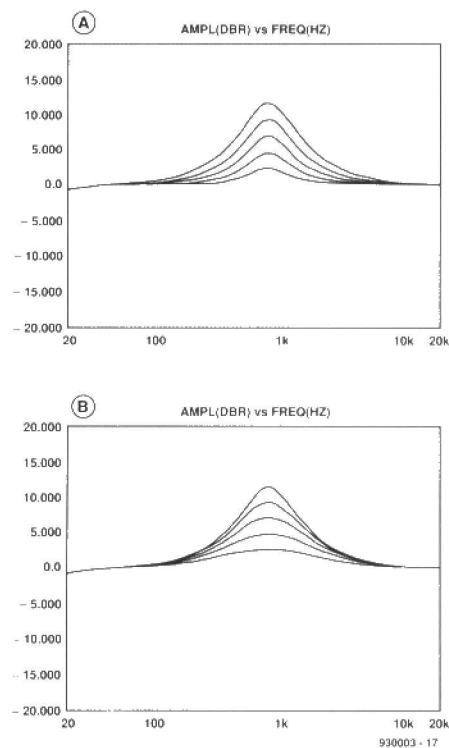 A
AMPL(DBR) vs FREQ(HZ)
20.000
15.000
10.000
5.000
0.0
- 5.000
- 10.000
- 15.000
- 20.000
20 100 1k 10k 20k
B
AMPL(DBR) vs FREQ(HZ)
20.000
15.000
10.000
5.000
0.0
- 5.000
- 10.000
- 15.000
- 20.000
20 100 1k 10k 20k
930003 - 17